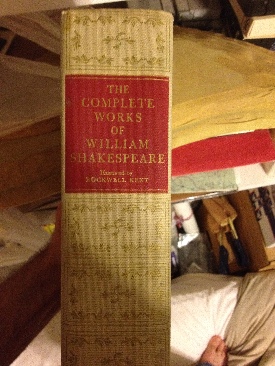 THE
COMPLETE
WORKS
OF
WILLIAM
SHAKESPEARE
Illustrated by
ROCKWELL KENT